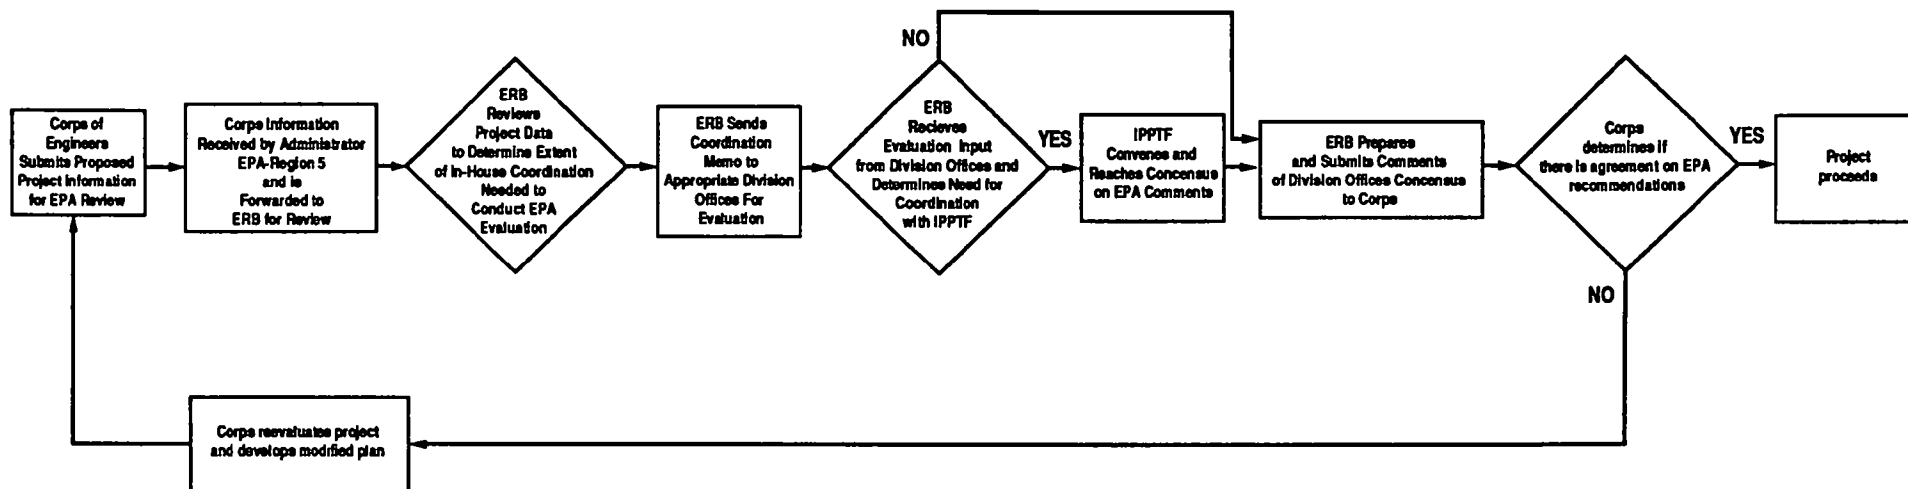 Corps of
Engineers
Submits Proposed
Project Information
for EPA Review
Corps Information
Received by Administrator
EPA-Region 5
and is
Forwarded to
ERB for Review
ERB
Reviews
Project Data
to Determine Extent
of In-House Coordination
Needed to
Conduct EPA
Evaluation
ERB Sends
Coordination
Memo to
Appropriate Division
Offices For
Evaluation
NO
ERB
Recieves
Evaluation Input
from Division Offices and
Determines Need for
Coordination
with IPPTF
YES
IPPTF
Convenes and
Reaches Concensus
on EPA Comments
ERB Prepares
and Submits Comments
of Division Offices Concensus
to Corps
Corps
determines if
there is agreement on EPA
recommendations
YES
Project
proceeds
NO
Corps reevaluates project
and develops modified plan